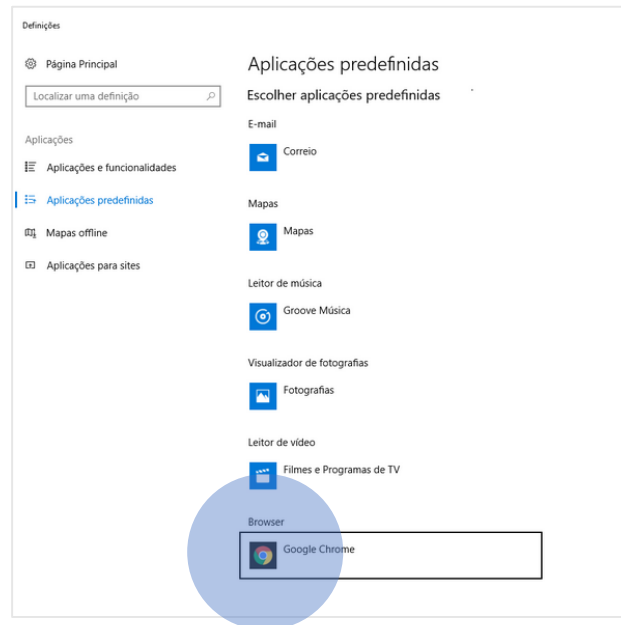 Definições
Página Principal
Localizar uma definição
Aplicações
Aplicações e funcionalidades
Aplicações predefinidas
Mapas offline
Aplicações para sites
Aplicações predefinidas
Escolher aplicações predefinidas
E-mail
Correio
Mapas
Mapas
Leitor de música
Groove Música
Visualizador de fotografias
Fotografias
Leitor de vídeo
Filmes e Programas de TV
Browser
Google Chrome